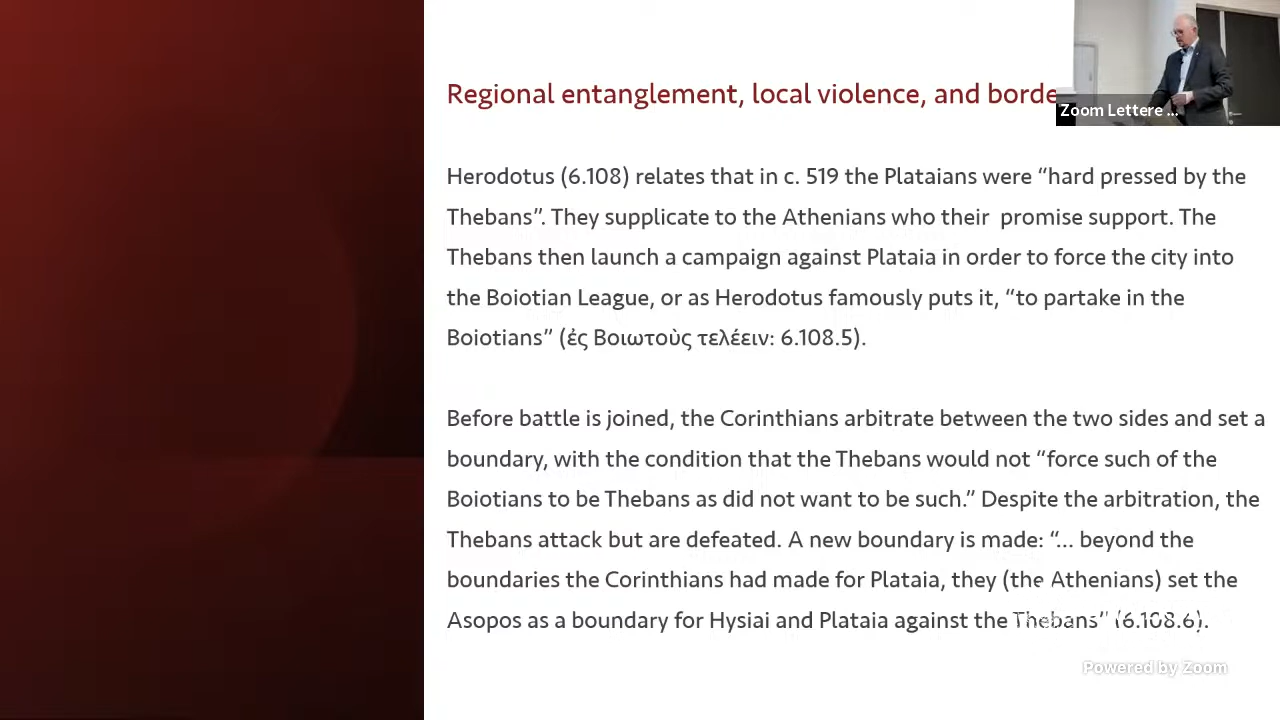 Regional entanglement, local violence, and borde
Zoom Lettere ...
Herodotus (6.108) relates that in c. 519 the Plataians were “hard pressed by the
Thebans”. They supplicate to the Athenians who their promise support. The
Thebans then launch a campaign against Plataia in order to force the city into
the Boiotian League, or as Herodotus famously puts it, “to partake in the
Boiotians” (ἐς Βοιωτοὺς τελέειν: 6.108.5).
Before battle is joined, the Corinthians arbitrate between the two sides and set a
boundary, with the condition that the Thebans would not “force such of the
Boiotians to be Thebans as did not want to be such.” Despite the arbitration, the
Thebans attack but are defeated. A new boundary is made: “... beyond the
boundaries the Corinthians had made for Plataia, they (the Athenians) set the
Asopos as a boundary for Hysiai and Plataia against the Thebans” (6.108.6).
Powered by Zoom